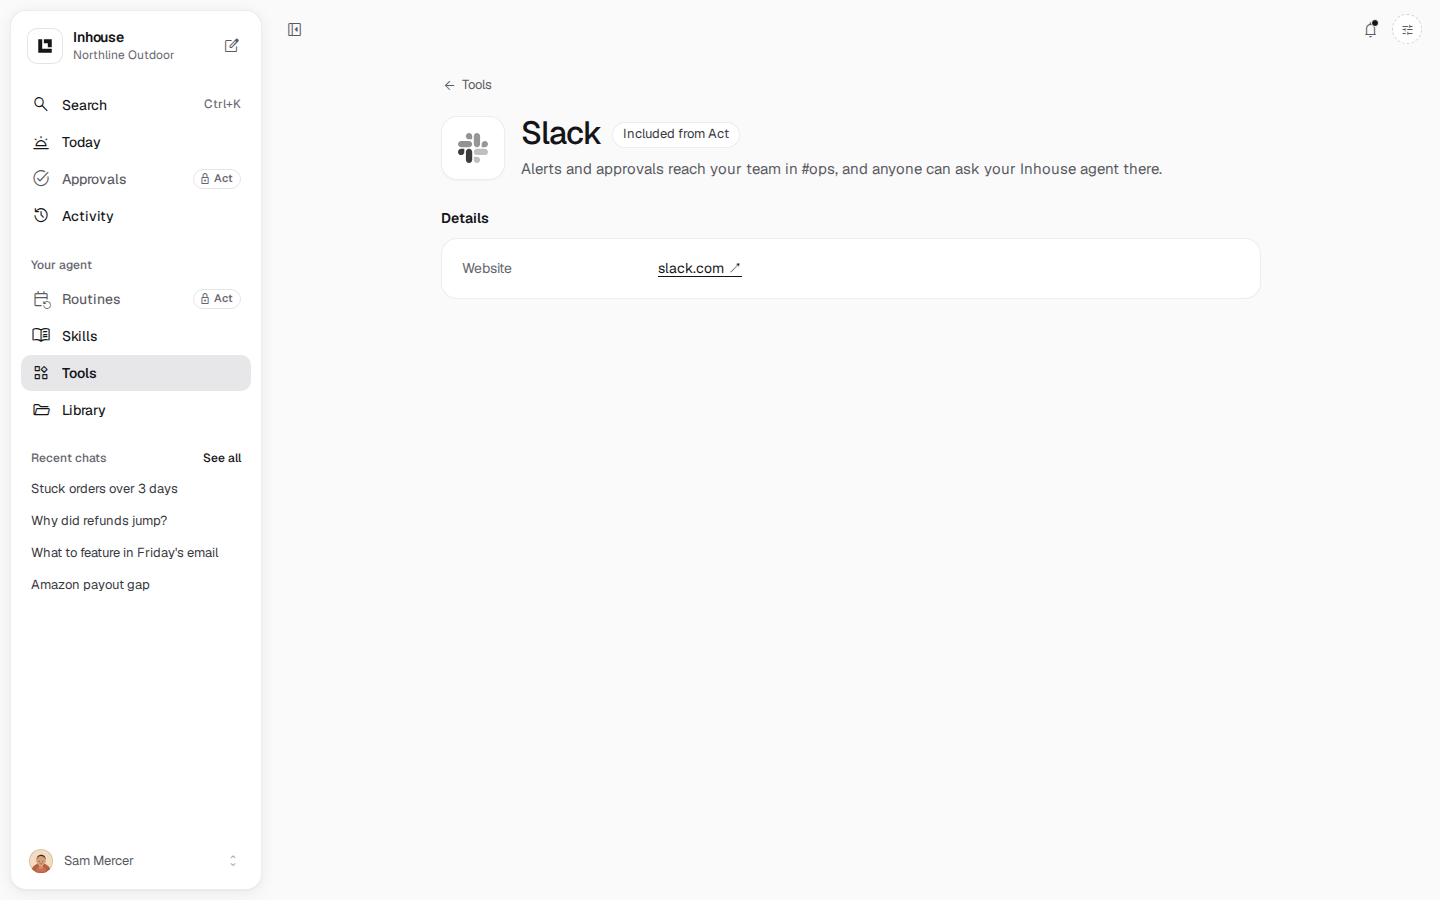 Inhouse
Northline Outdoor
Search Ctrl+K
Today
Approvals Act
Activity
Your agent
Routines Act
Skills
Tools
Library
Recent chats See all
Stuck orders over 3 days
Why did refunds jump?
What to feature in Friday's email
Amazon payout gap
Sam Mercer
← Tools
Slack Included from Act
Alerts and approvals reach your team in #ops, and anyone can ask your Inhouse agent there.
Details
Website slack.com ↗